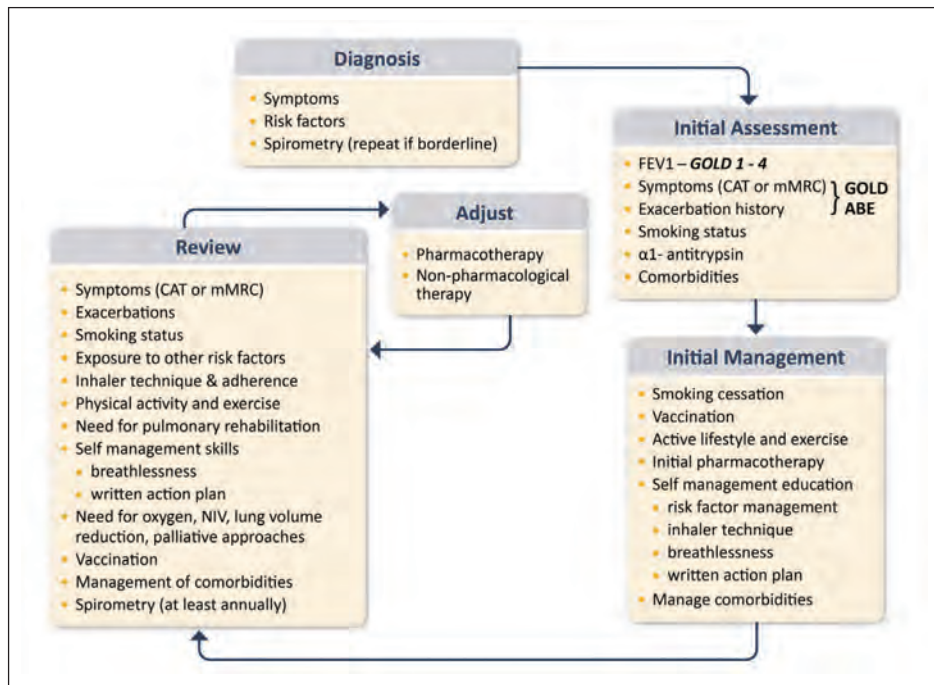 Diagnosis
• Symptoms
• Risk factors
• Spirometry (repeat if borderline)
Initial Assessment
• FEV1 – GOLD 1 - 4
• Symptoms (CAT or mMRC)
• Exacerbation history
} GOLD
ABE
• Smoking status
• α1- antitrypsin
• Comorbidities
Initial Management
• Smoking cessation
• Vaccination
• Active lifestyle and exercise
• Initial pharmacotherapy
• Self management education
• risk factor management
• inhaler technique
• breathlessness
• written action plan
• Manage comorbidities
Review
• Symptoms (CAT or mMRC)
• Exacerbations
• Smoking status
• Exposure to other risk factors
• Inhaler technique & adherence
• Physical activity and exercise
• Need for pulmonary rehabilitation
• Self management skills
• breathlessness
• written action plan
• Need for oxygen, NIV, lung volume
reduction, palliative approaches
• Vaccination
• Management of comorbidities
• Spirometry (at least annually)
Adjust
• Pharmacotherapy
• Non-pharmacological
therapy